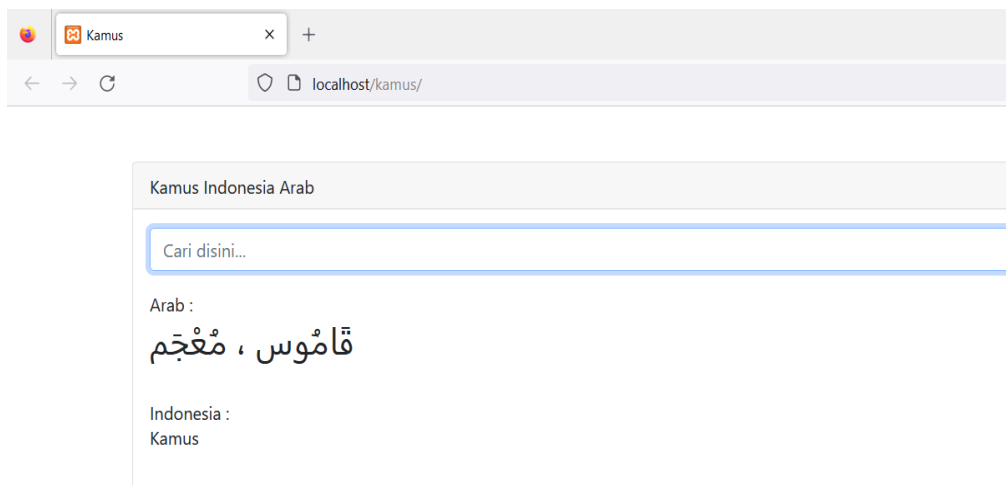 Kamus
localhost/kamus/
Kamus Indonesia Arab
Cari disini...
Arab :
قَامُوس ، مُعْجَم
Indonesia :
Kamus